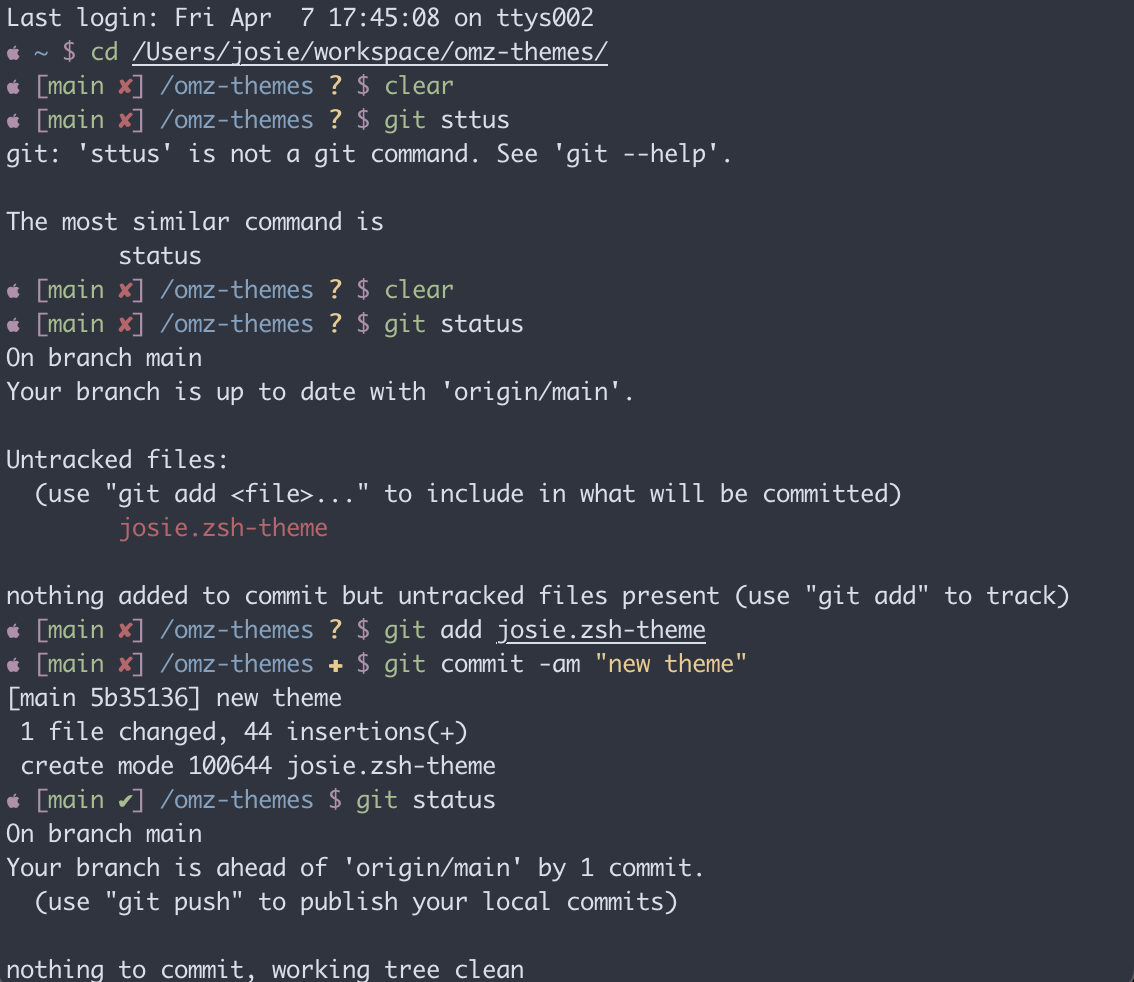 Last login: Fri Apr  7 17:45:08 on ttys002
 ~ $ cd /Users/josie/workspace/omz-themes/
 [main ✘] /omz-themes ? $ clear
 [main ✘] /omz-themes ? $ git sttus
git: 'sttus' is not a git command. See 'git --help'.
The most similar command is
        status
 [main ✘] /omz-themes ? $ clear
 [main ✘] /omz-themes ? $ git status
On branch main
Your branch is up to date with 'origin/main'.
Untracked files:
  (use "git add <file>..." to include in what will be committed)
        josie.zsh-theme
nothing added to commit but untracked files present (use "git add" to track)
 [main ✘] /omz-themes ? $ git add josie.zsh-theme
 [main ✘] /omz-themes ✚ $ git commit -am "new theme"
[main 5b35136] new theme
 1 file changed, 44 insertions(+)
 create mode 100644 josie.zsh-theme
 [main ✔] /omz-themes $ git status
On branch main
Your branch is ahead of 'origin/main' by 1 commit.
  (use "git push" to publish your local commits)
nothing to commit, working tree clean